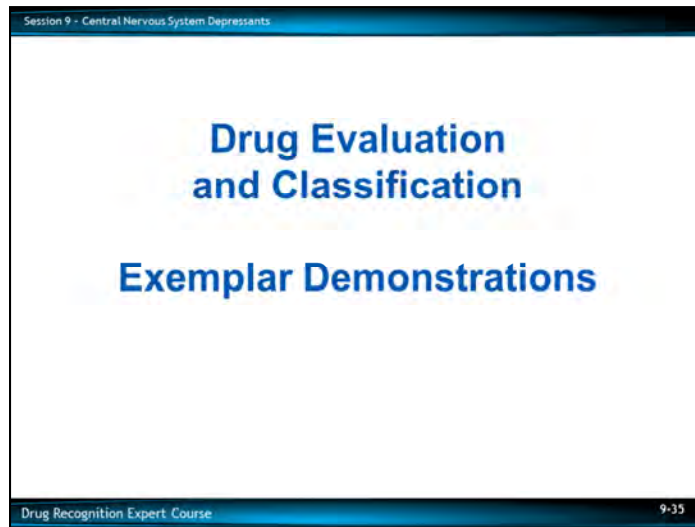 Session 9 - Central Nervous System Depressants
Drug Evaluation
and Classification
Exemplar Demonstrations
Drug Recognition Expert Course
9-35